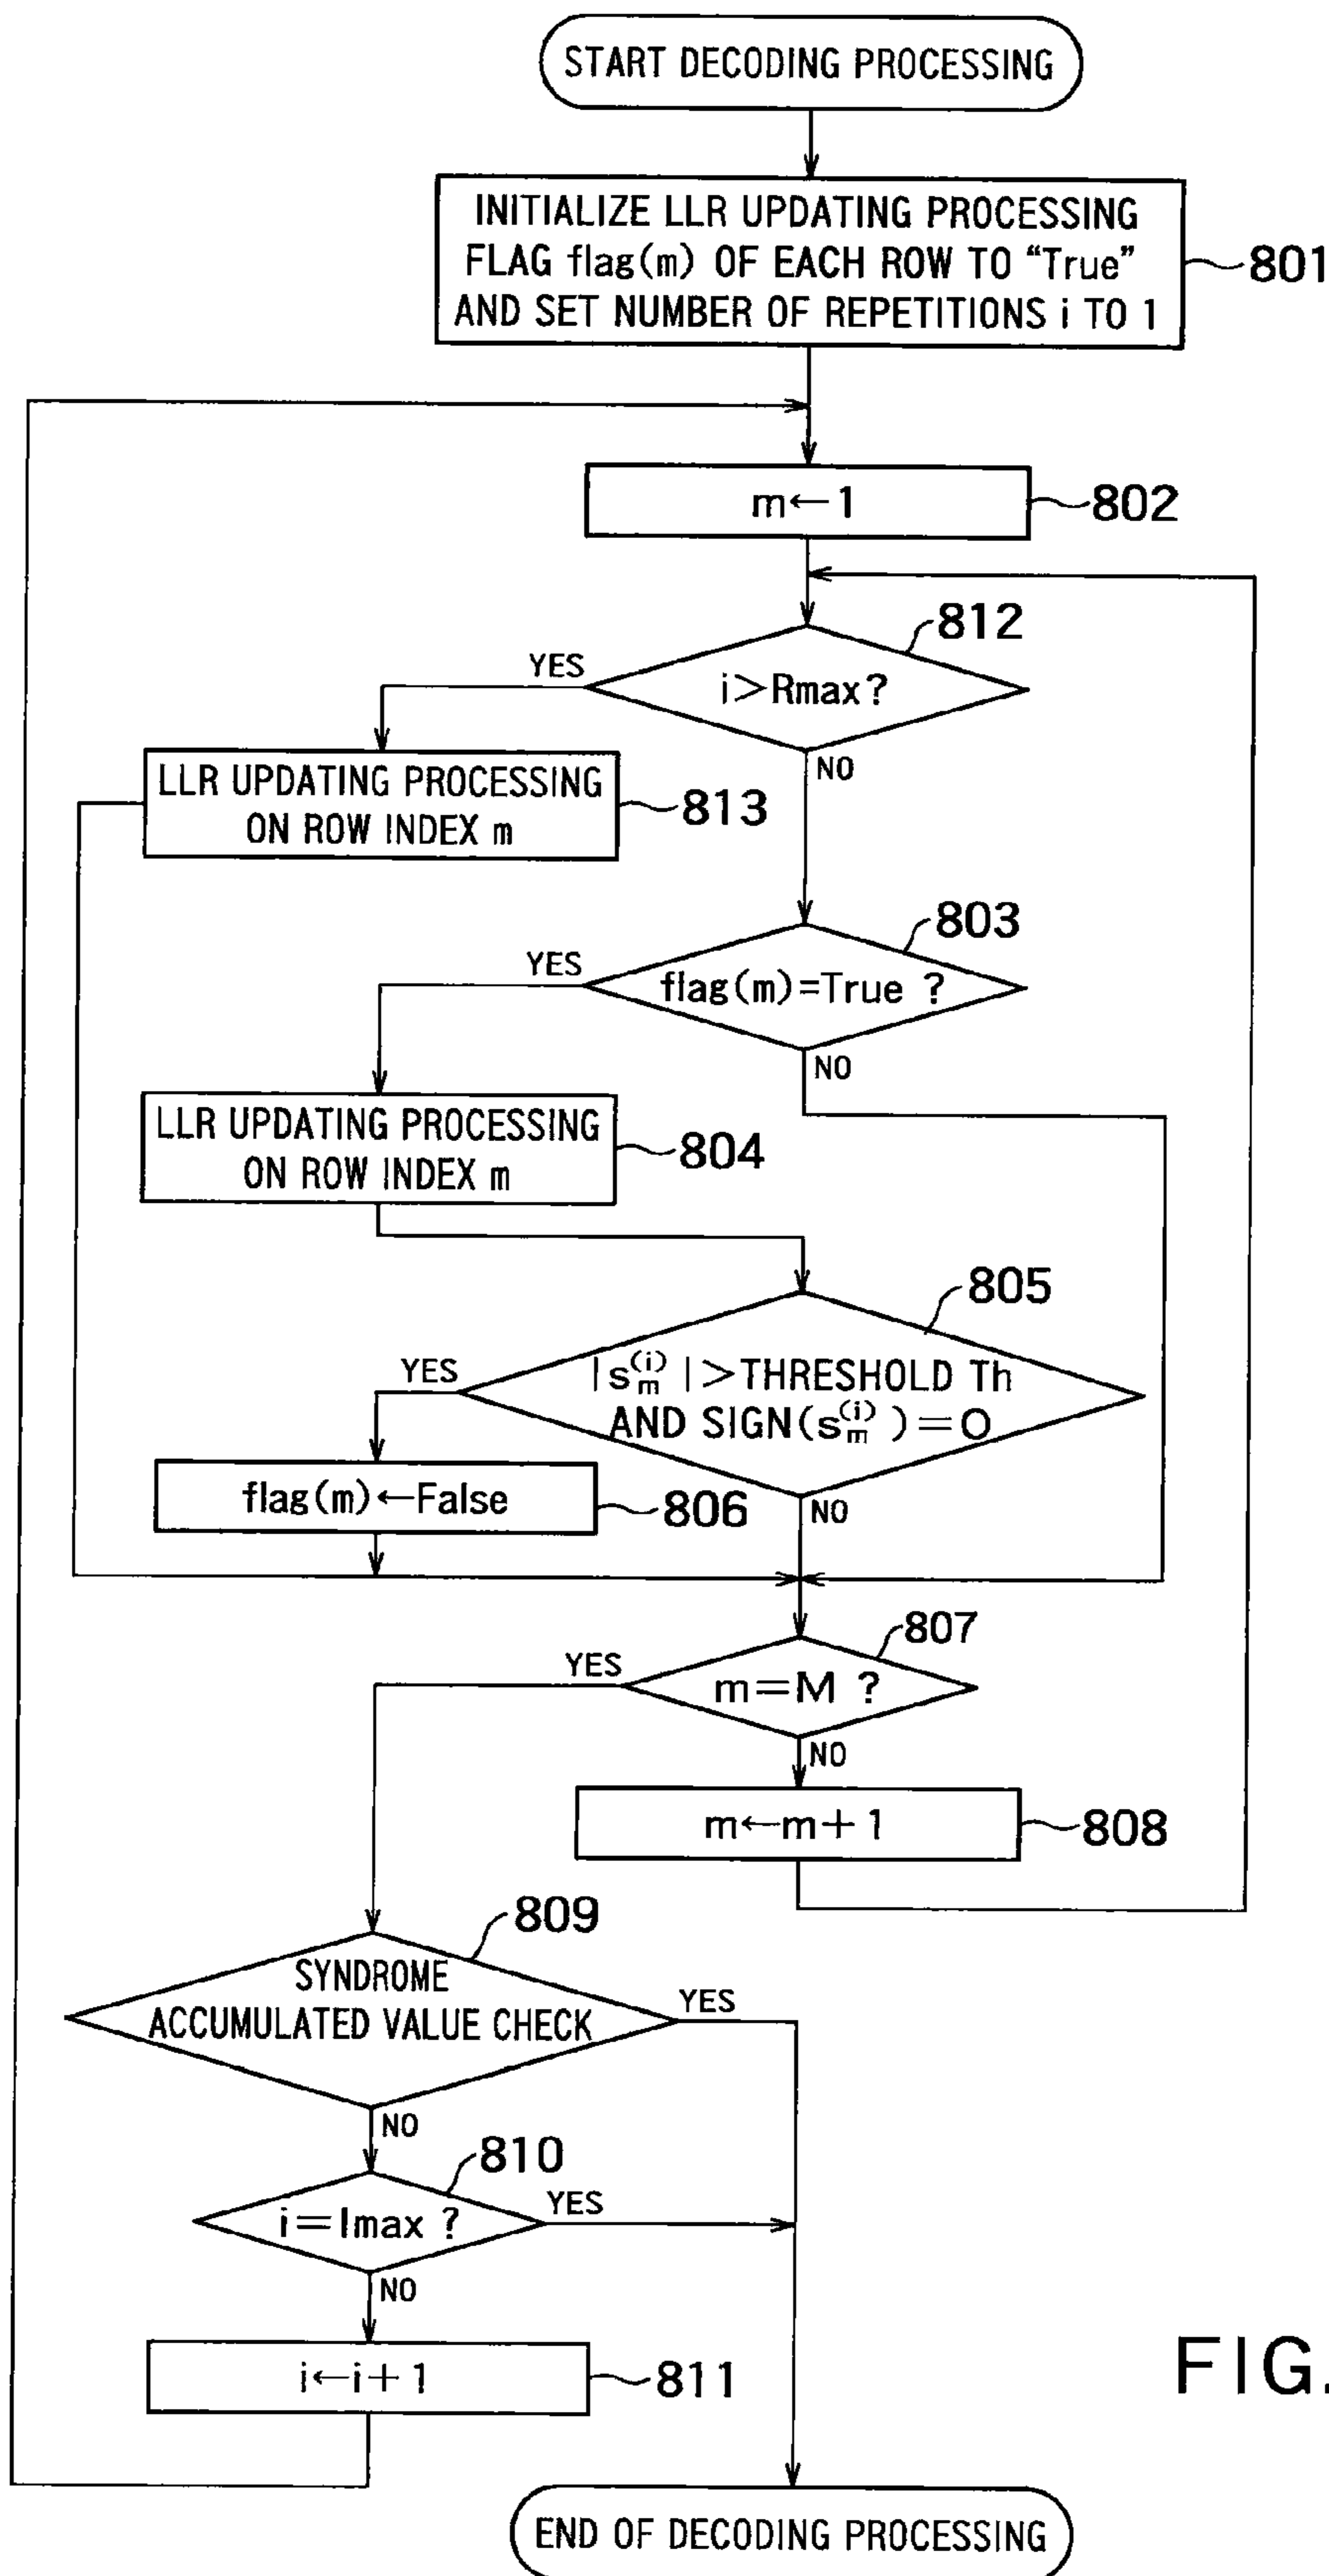 START DECODING PROCESSING
INITIALIZE LLR UPDATING PROCESSING
FLAG flag(m) OF EACH ROW TO “True”
AND SET NUMBER OF REPETITIONS i TO 1
801
m←1
802
812
i>Rmax?
YES
NO
LLR UPDATING PROCESSING
ON ROW INDEX m
813
803
flag(m)=True ?
YES
NO
LLR UPDATING PROCESSING
ON ROW INDEX m
804
805
|s_m^(i)|>THRESHOLD Th
AND SIGN(s_m^(i))=0
YES
NO
flag(m)←False
806
807
m=M ?
YES
NO
m←m+1
808
809
SYNDROME
ACCUMULATED VALUE CHECK
YES
NO
810
i=Imax ?
YES
NO
i←i+1
811
FIG.
END OF DECODING PROCESSING